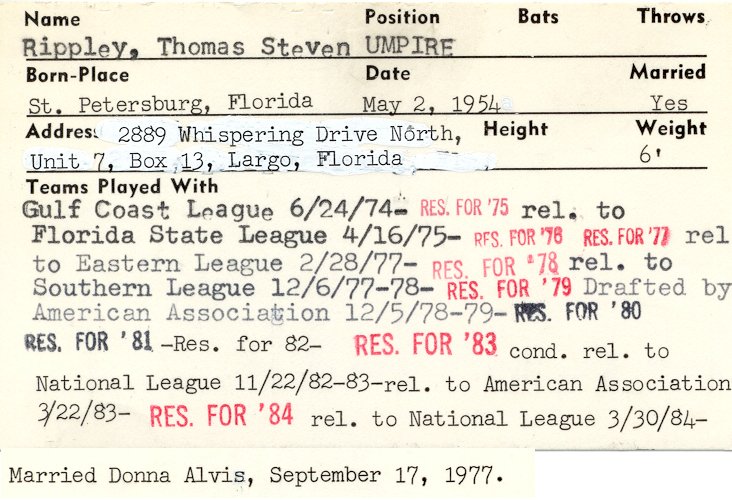 Name Position Bats Throws
Rippley, Thomas Steven UMPIRE
Born-Place Date Married
St. Petersburg, Florida May 2, 1954 Yes
Address 2889 Whispering Drive North, Height Weight
Unit 7, Box 13, Largo, Florida 6'
Teams Played With
Gulf Coast League 6/24/74- RES. FOR '75 rel. to
Florida State League 4/16/75- RES. FOR '76 RES. FOR '77 rel
to Eastern League 2/28/77- RES. FOR '78 rel. to
Southern League 12/6/77-78- RES. FOR '79 Drafted by
American Association 12/5/78-79- RES. FOR '80
RES. FOR '81 -Res. for 82- RES. FOR '83 cond. rel. to
National League 11/22/82-83-rel. to American Association
3/22/83- RES. FOR '84 rel. to National League 3/30/84-
Married Donna Alvis, September 17, 1977.